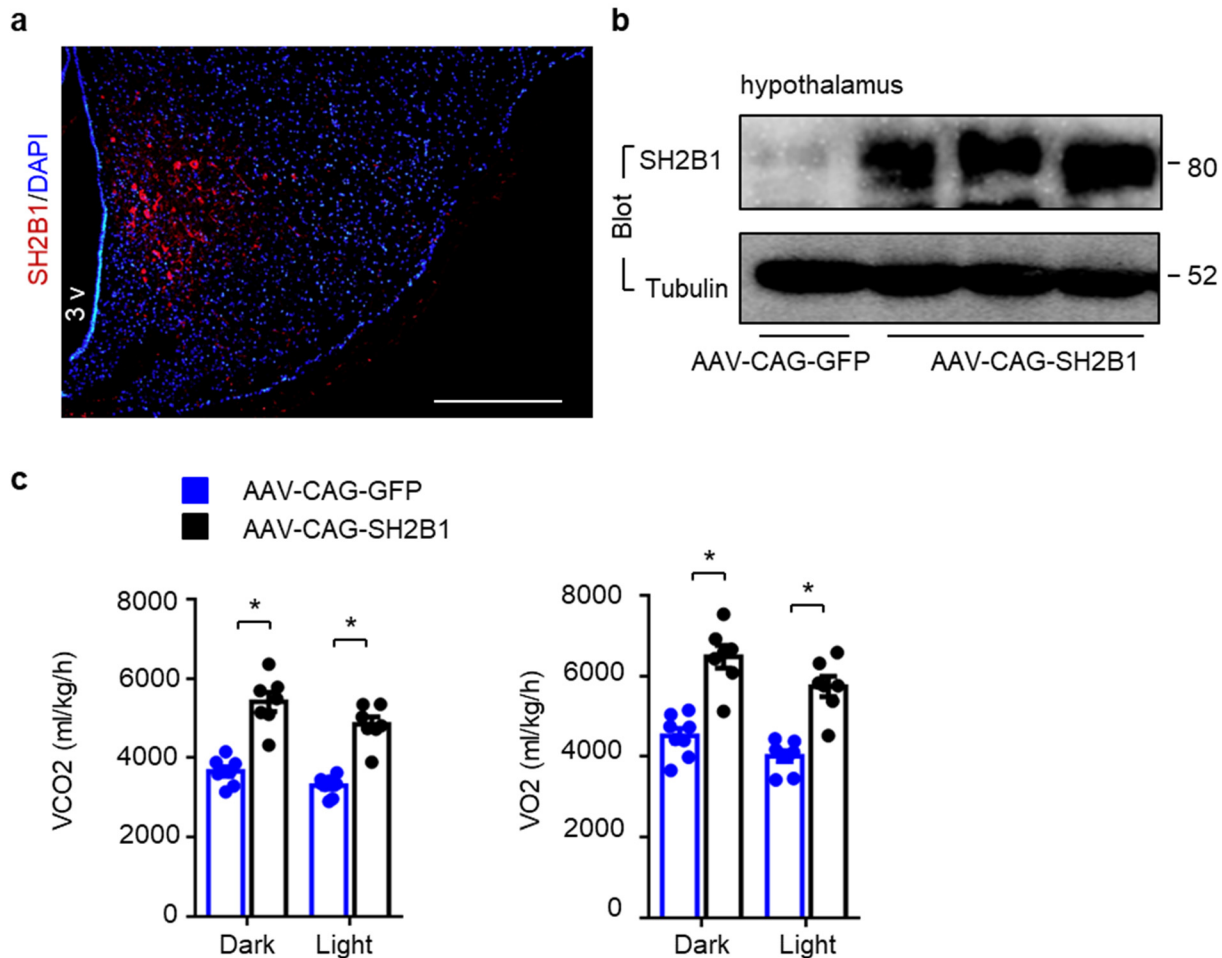 a
SH2B1/DAPI
3 v
b
hypothalamus
Blot
SH2B1
- 80
Tubulin
- 52
AAV-CAG-GFP
AAV-CAG-SH2B1
c
AAV-CAG-GFP
AAV-CAG-SH2B1
VCO2 (ml/kg/h)
8000
6000
4000
2000
0
*
*
Dark
Light
VO2 (ml/kg/h)
8000
6000
4000
2000
0
*
*
Dark
Light